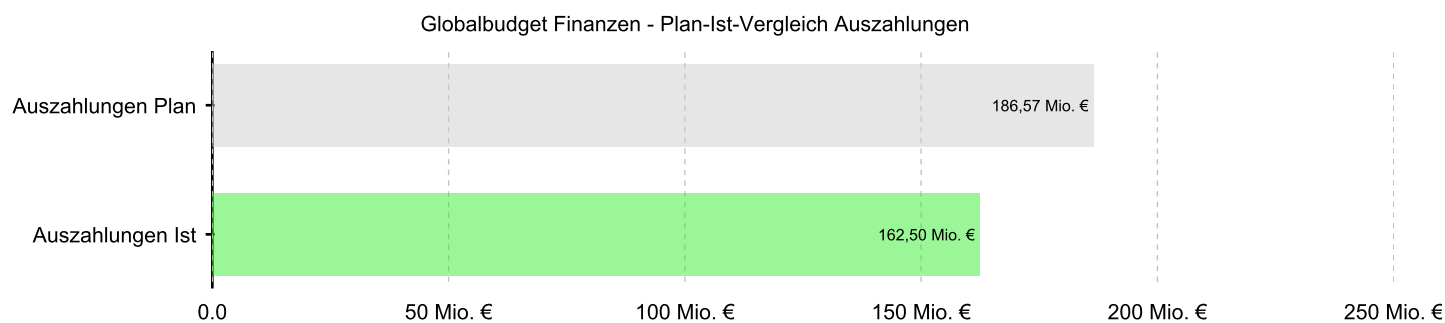 Globalbudget Finanzen - Plan-Ist-Vergleich Auszahlungen
Auszahlungen Plan
186,57 Mio. €
Auszahlungen Ist
162,50 Mio. €
0.0 50 Mio. € 100 Mio. € 150 Mio. € 200 Mio. € 250 Mio. €